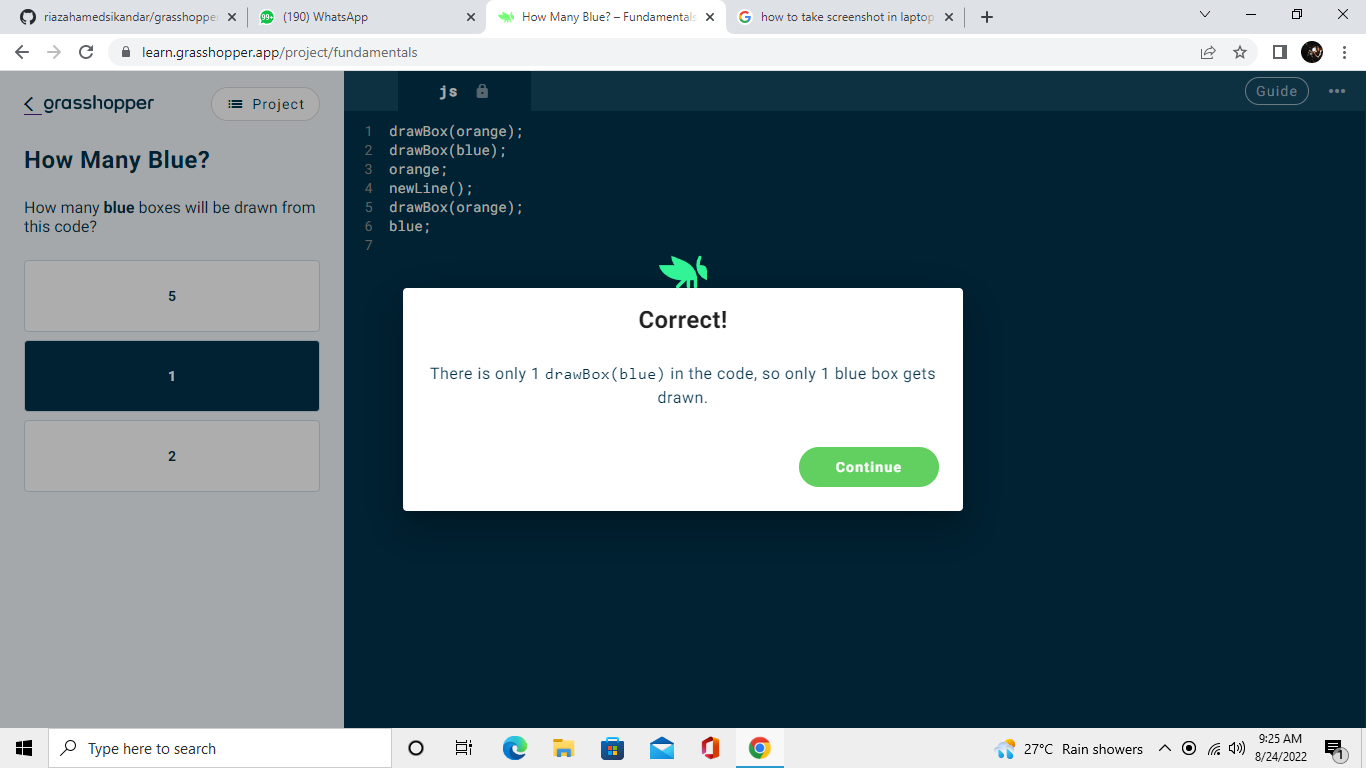 riazahamedsikandar/grasshopper
99+
(190) WhatsApp
How Many Blue? – Fundamentals
how to take screenshot in laptop
learn.grasshopper.app/project/fundamentals
grasshopper
Project
js
Guide
How Many Blue?
How many blue boxes will be drawn from
this code?
5
1
2
1 drawBox(orange);
2 drawBox(blue);
3 orange;
4 newLine();
5 drawBox(orange);
6 blue;
7
Correct!
There is only 1 drawBox(blue) in the code, so only 1 blue box gets
drawn.
Continue
Type here to search
27°C Rain showers
9:25 AM
8/24/2022
1